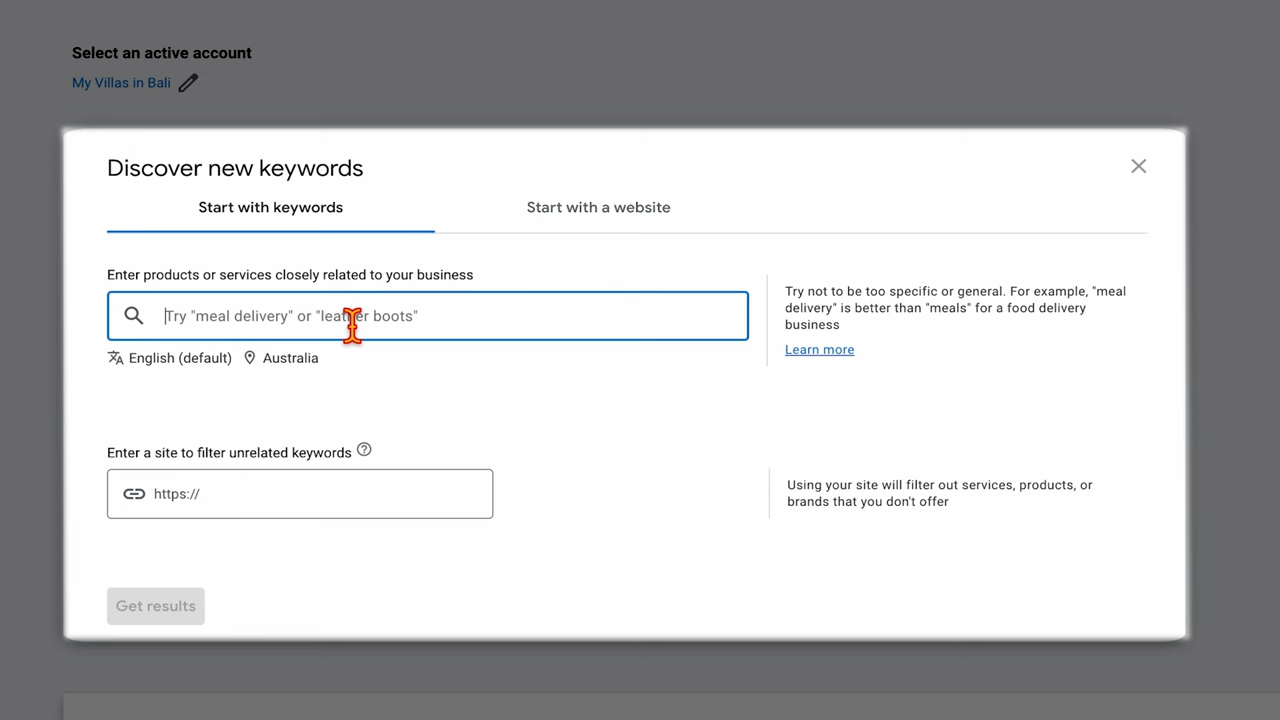 Select an active account
My Villas in Bali
Discover new keywords
Start with keywords
Start with a website
Enter products or services closely related to your business
Try "meal delivery" or "leather boots"
English (default)
Australia
Try not to be too specific or general. For example, "meal
delivery" is better than "meals" for a food delivery
business
Learn more
Enter a site to filter unrelated keywords
https://
Using your site will filter out services, products, or
brands that you don't offer
Get results